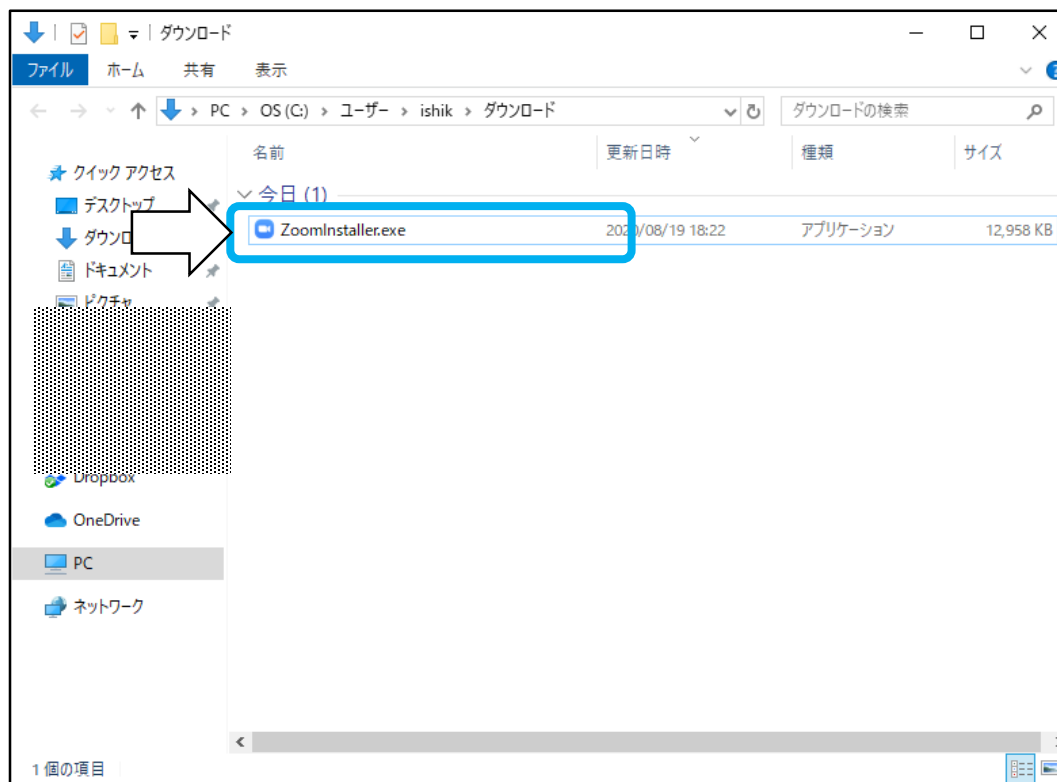 ダウンロード
ファイル ホーム 共有 表示
PC › OS (C:) › ユーザー › ishik › ダウンロード ダウンロードの検索
名前 更新日時 種類 サイズ
クイック アクセス
今日 (1)
デスクトップ
ZoomInstaller.exe 2020/08/19 18:22 アプリケーション 12,958 KB
ダウンロ
ドキュメント
ピクチャ
Dropbox
OneDrive
PC
ネットワーク
1 個の項目